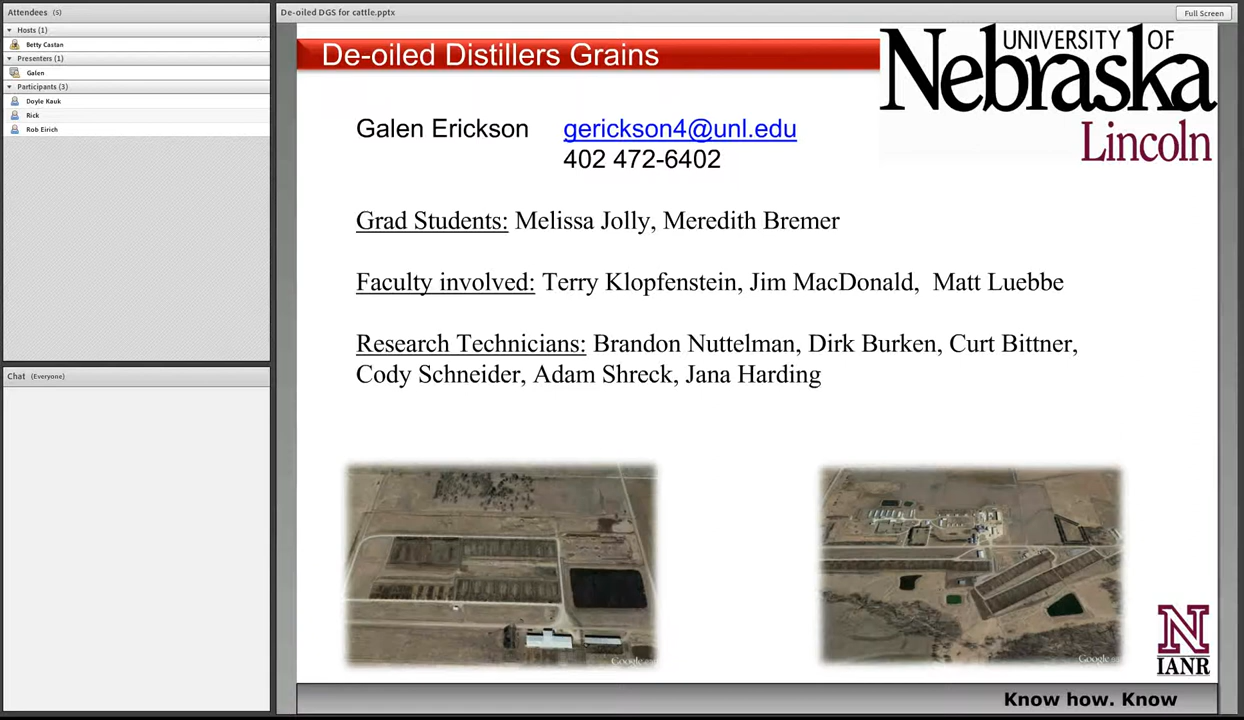 Attendees (5)
Hosts (1)
Betty Castan
Presenters (1)
Galen
Participants (3)
Doyle Kauk
Rick
Rob Eirich
Chat (Everyone)
De-oiled DGS for cattle.pptx
Full Screen
De-oiled Distillers Grains
UNIVERSITY OF
Nebraska
Lincoln
Galen Erickson gerickson4@unl.edu
402 472-6402
Grad Students: Melissa Jolly, Meredith Bremer
Faculty involved: Terry Klopfenstein, Jim MacDonald, Matt Luebbe
Research Technicians: Brandon Nuttelman, Dirk Burken, Curt Bittner,
Cody Schneider, Adam Shreck, Jana Harding
Google
Google
N
IANR
Know how. Know